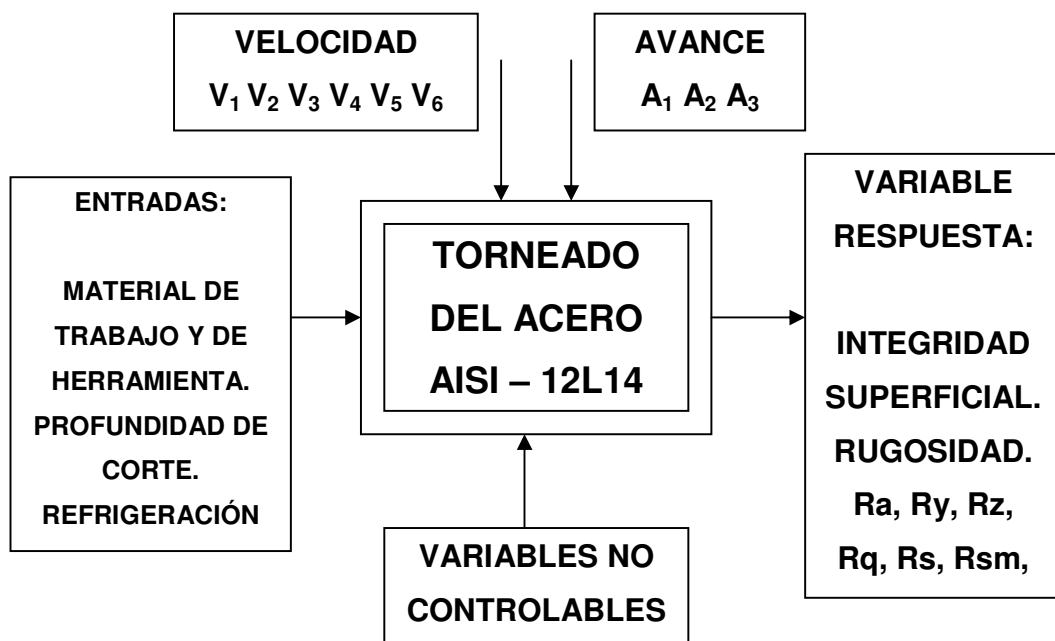 VELOCIDAD
V₁ V₂ V₃ V₄ V₅ V₆
AVANCE
A₁ A₂ A₃
ENTRADAS:
MATERIAL DE
TRABAJO Y DE
HERRAMIENTA.
PROFUNDIDAD DE
CORTE.
REFRIGERACIÓN
TORNEADO
DEL ACERO
AISI – 12L14
VARIABLE
RESPUESTA:
INTEGRIDAD
SUPERFICIAL.
RUGOSIDAD.
Ra, Ry, Rz,
Rq, Rs, Rsm,
VARIABLES NO
CONTROLABLES